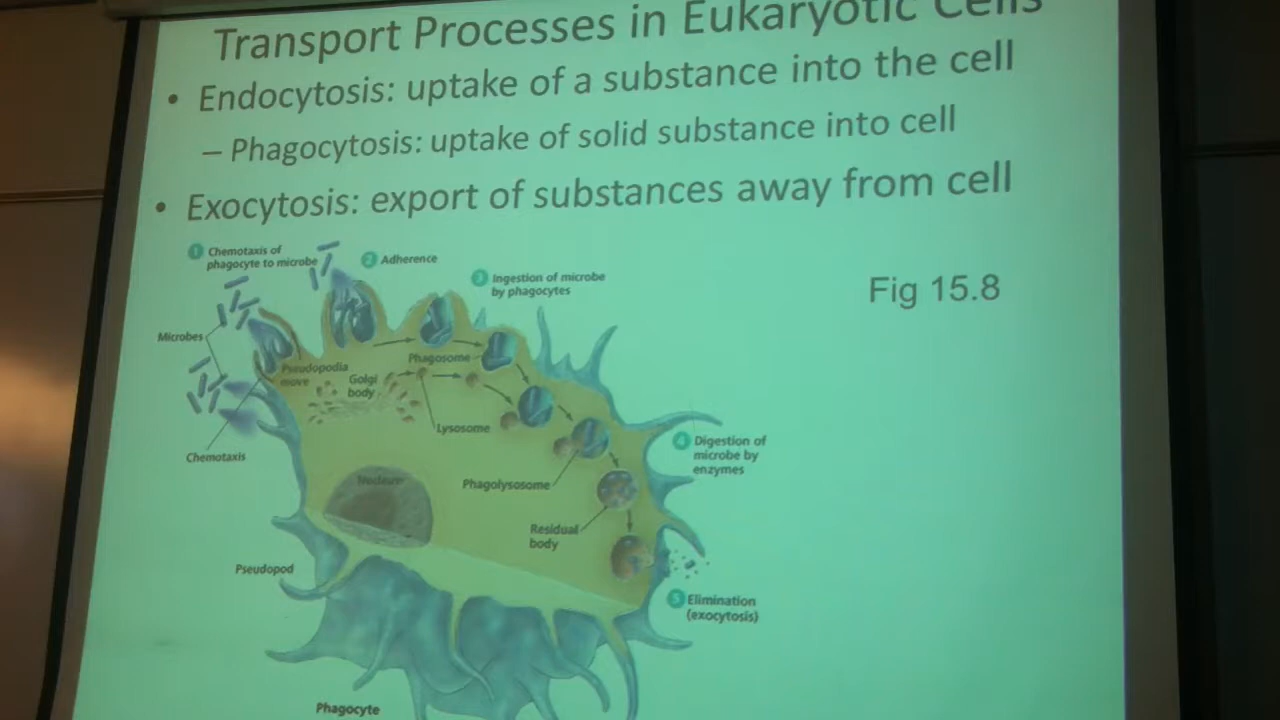 Transport Processes in Eukaryotic Cells
• Endocytosis: uptake of a substance into the cell
– Phagocytosis: uptake of solid substance into cell
• Exocytosis: export of substances away from cell
1 Chemotaxis of
phagocyte to microbe
2 Adherence
3 Ingestion of microbe
by phagocytes
Fig 15.8
Microbes
Pseudopodia
move
Golgi
body
Phagosome
Lysosome
Chemotaxis
4 Digestion of
microbe by
enzymes
Nucleus
Phagolysosome
Residual
body
Pseudopod
5 Elimination
(exocytosis)
Phagocyte